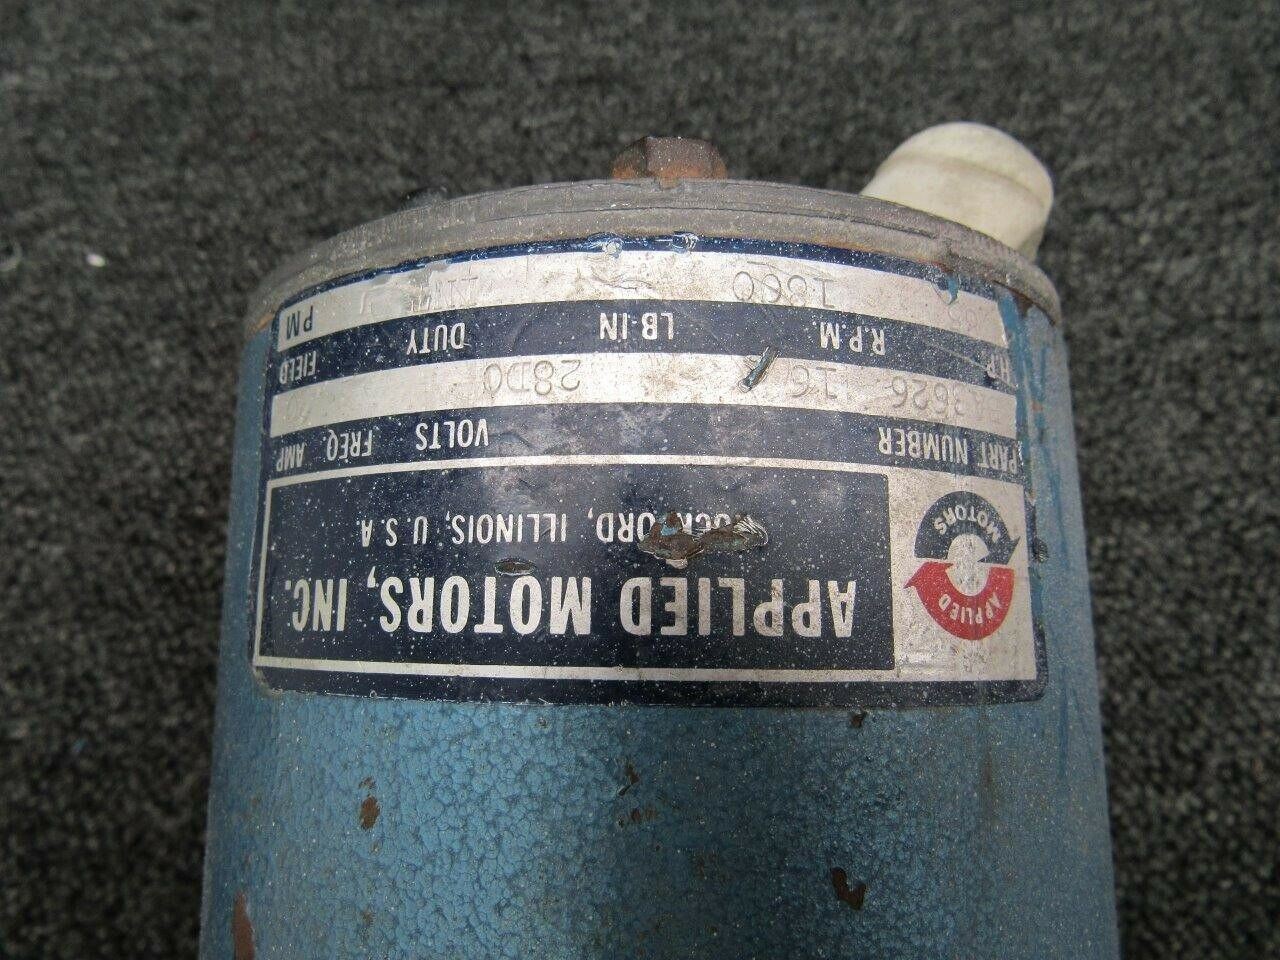 APPLIED
MOTORS
APPLIED MOTORS, INC.
ILLINOIS, U. S. A.
PART NUMBER VOLTS FREQ. AMP.
3626 16 28D0
H.P. R.P.M. LB-IN DUTY FIELD
1800 PM